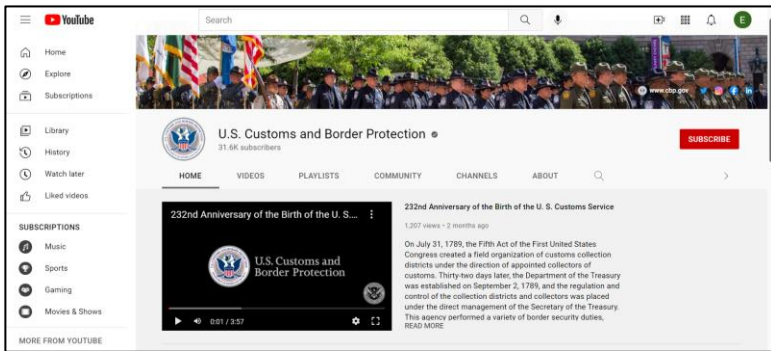 YouTube
Search
E
Home
Explore
Subscriptions
Library
History
Watch later
Liked videos
SUBSCRIPTIONS
Music
Sports
Gaming
Movies & Shows
MORE FROM YOUTUBE
www.cbp.gov
U.S. Customs and Border Protection
31.6K subscribers
SUBSCRIBE
HOME VIDEOS PLAYLISTS COMMUNITY CHANNELS ABOUT
232nd Anniversary of the Birth of the U. S....
U.S. Customs and
Border Protection
0:01 / 3:57
232nd Anniversary of the Birth of the U. S. Customs Service
1,207 views • 2 months ago
On July 31, 1789, the Fifth Act of the First United States
Congress created a field organization of customs collection
districts under the direction of appointed collectors of
customs. Thirty-two days later, the Department of the Treasury
was established on September 2, 1789, and the regulation and
control of the collection districts and collectors was placed
under the direct management of the Secretary of the Treasury.
This agency performed a variety of border security duties,
READ MORE